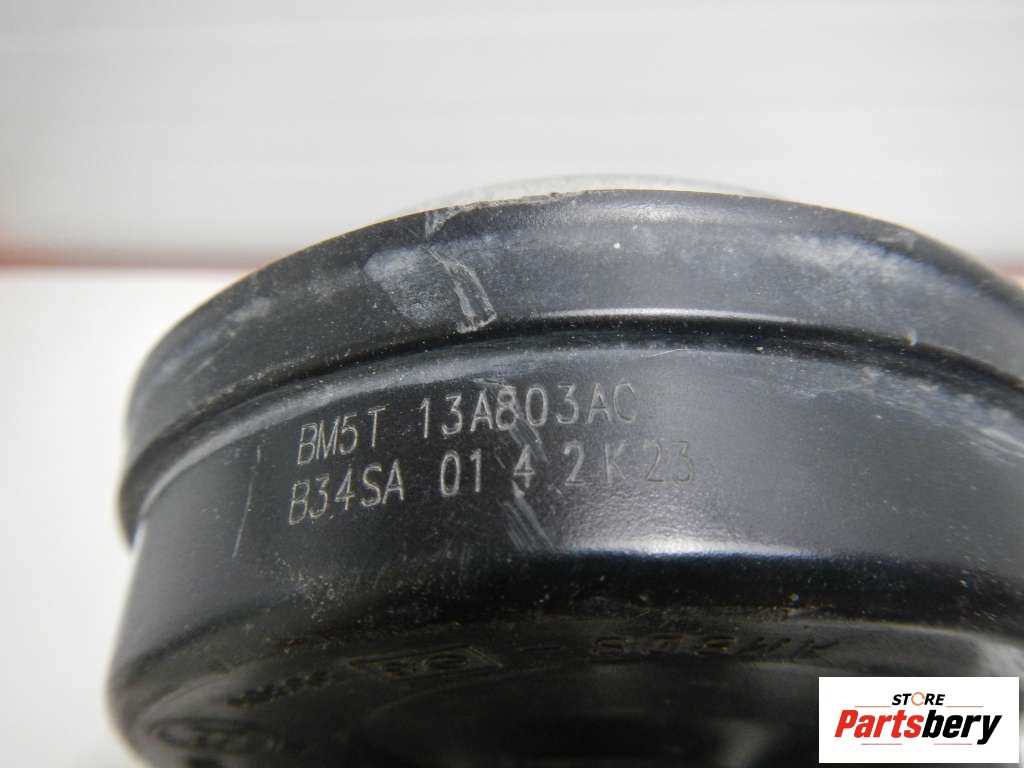 BM5T 13A803AC
B34SA 01 4 2K23
STORE
Partsbery